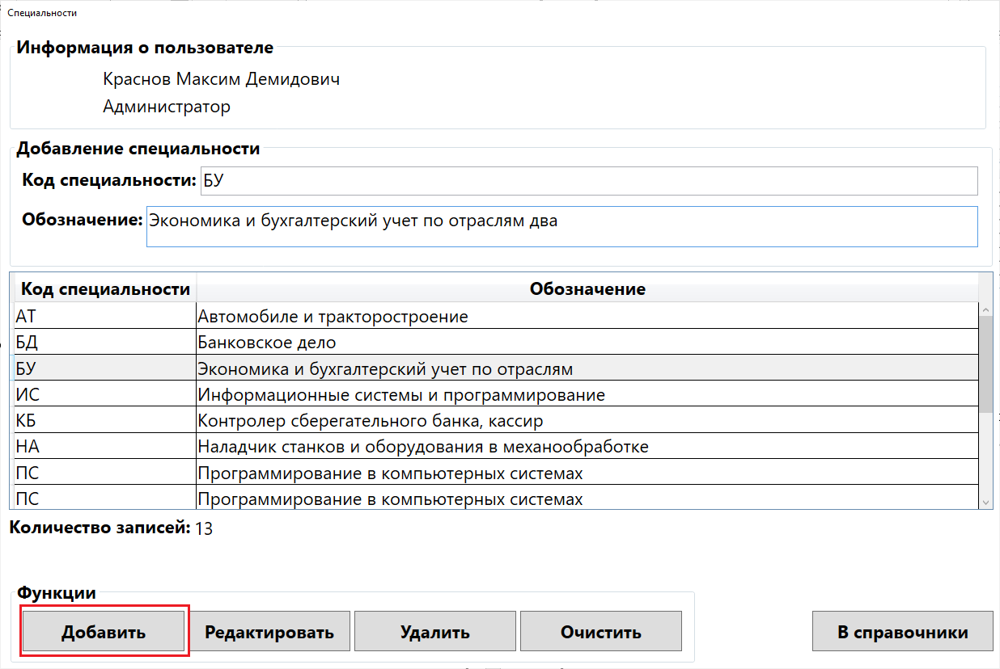 Специальности
Информация о пользователе
Краснов Максим Демидович
Администратор
Добавление специальности
Код специальности: БУ
Обозначение: Экономика и бухгалтерский учет по отраслям два
Код специальности Обозначение
АТ Автомобиле и тракторостроение
БД Банковское дело
БУ Экономика и бухгалтерский учет по отраслям
ИС Информационные системы и программирование
КБ Контролер сберегательного банка, кассир
НА Наладчик станков и оборудования в механообработке
ПС Программирование в компьютерных системах
ПС Программирование в компьютерных системах
Количество записей: 13
Функции
Добавить Редактировать Удалить Очистить В справочники